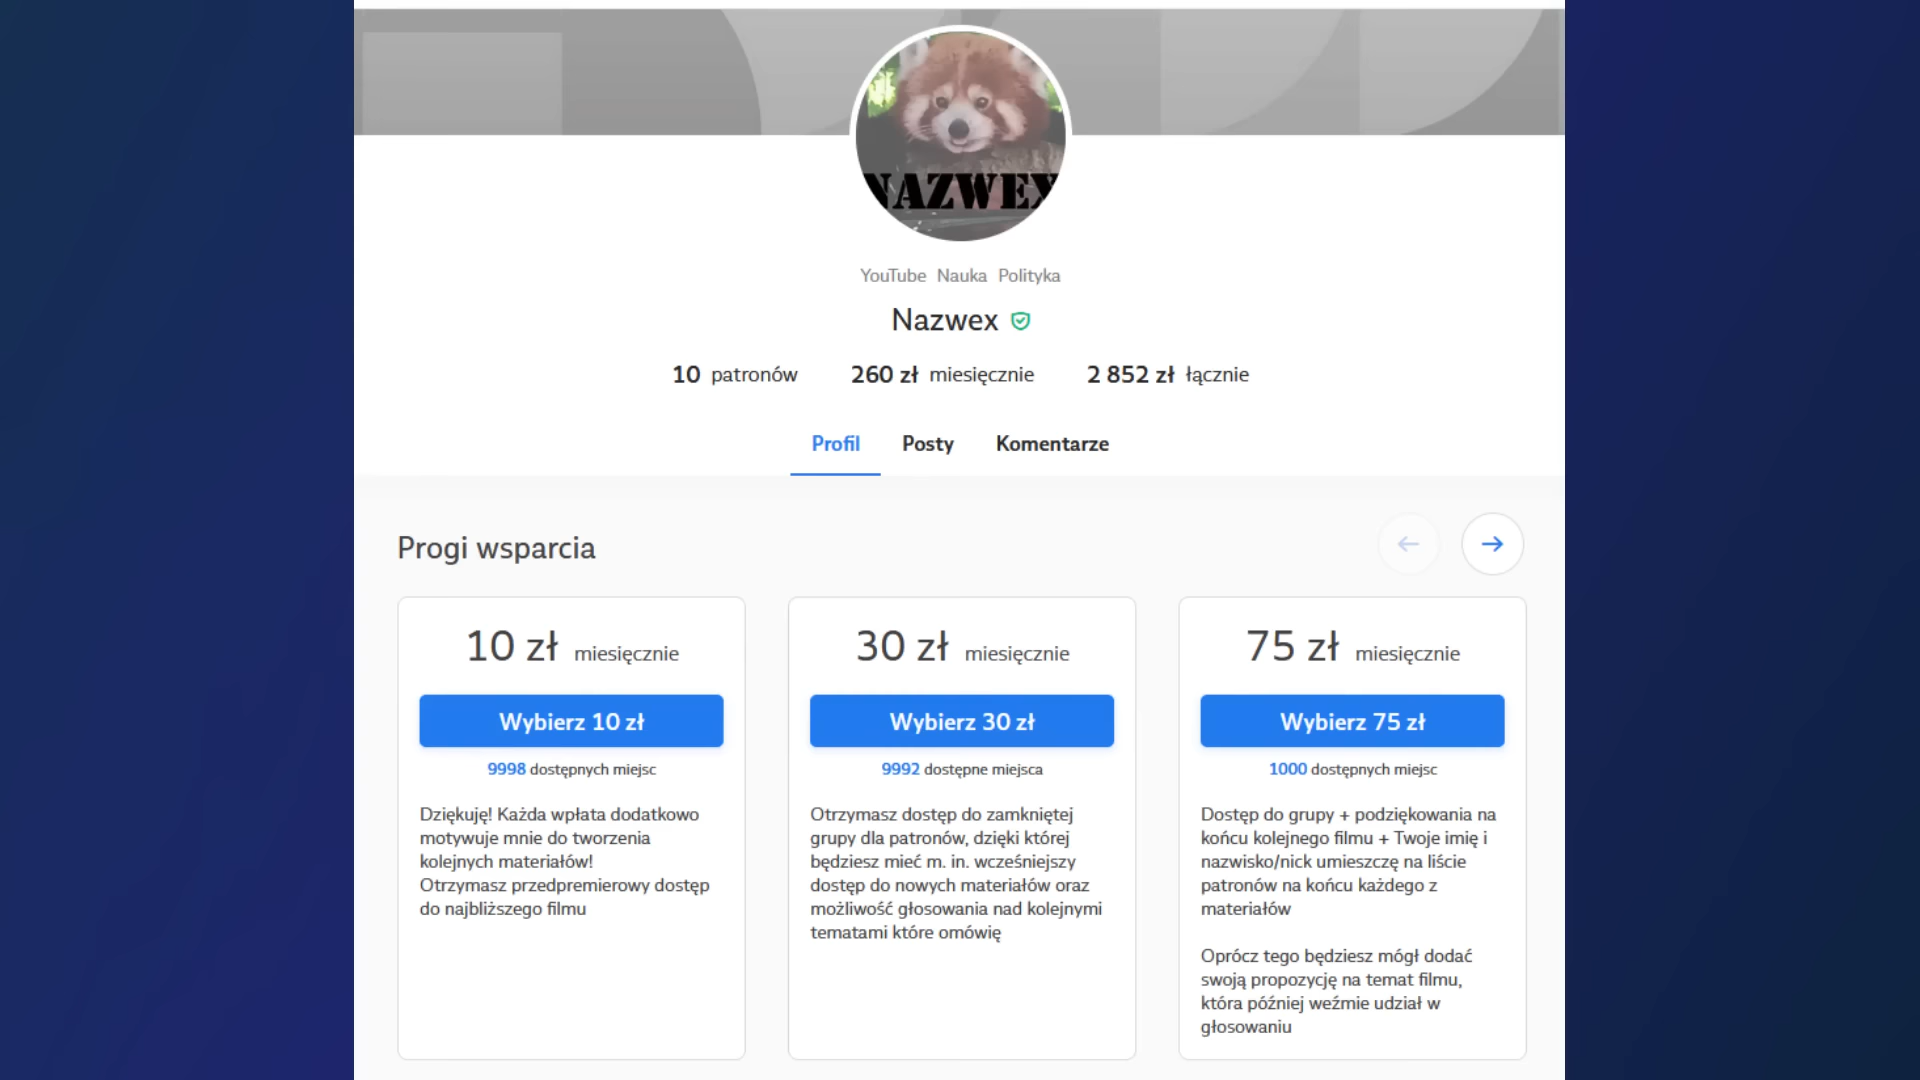 NAZWEX
YouTube Nauka Polityka
Nazwex
10 patronów 260 zł miesięcznie 2 852 zł łącznie
Profil Posty Komentarze
Progi wsparcia
10 zł miesięcznie
Wybierz 10 zł
9998 dostępnych miejsc
Dziękuję! Każda wpłata dodatkowo
motywuje mnie do tworzenia
kolejnych materiałów!
Otrzymasz przedpremierowy dostęp
do najbliższego filmu
30 zł miesięcznie
Wybierz 30 zł
9992 dostępne miejsca
Otrzymasz dostęp do zamkniętej
grupy dla patronów, dzięki której
będziesz mieć m. in. wcześniejszy
dostęp do nowych materiałów oraz
możliwość głosowania nad kolejnymi
tematami które omówię
75 zł miesięcznie
Wybierz 75 zł
1000 dostępnych miejsc
Dostęp do grupy + podziękowania na
końcu kolejnego filmu + Twoje imię i
nazwisko/nick umieszczę na liście
patronów na końcu każdego z
materiałów
Oprócz tego będziesz mógł dodać
swoją propozycję na temat filmu,
która później weźmie udział w
głosowaniu